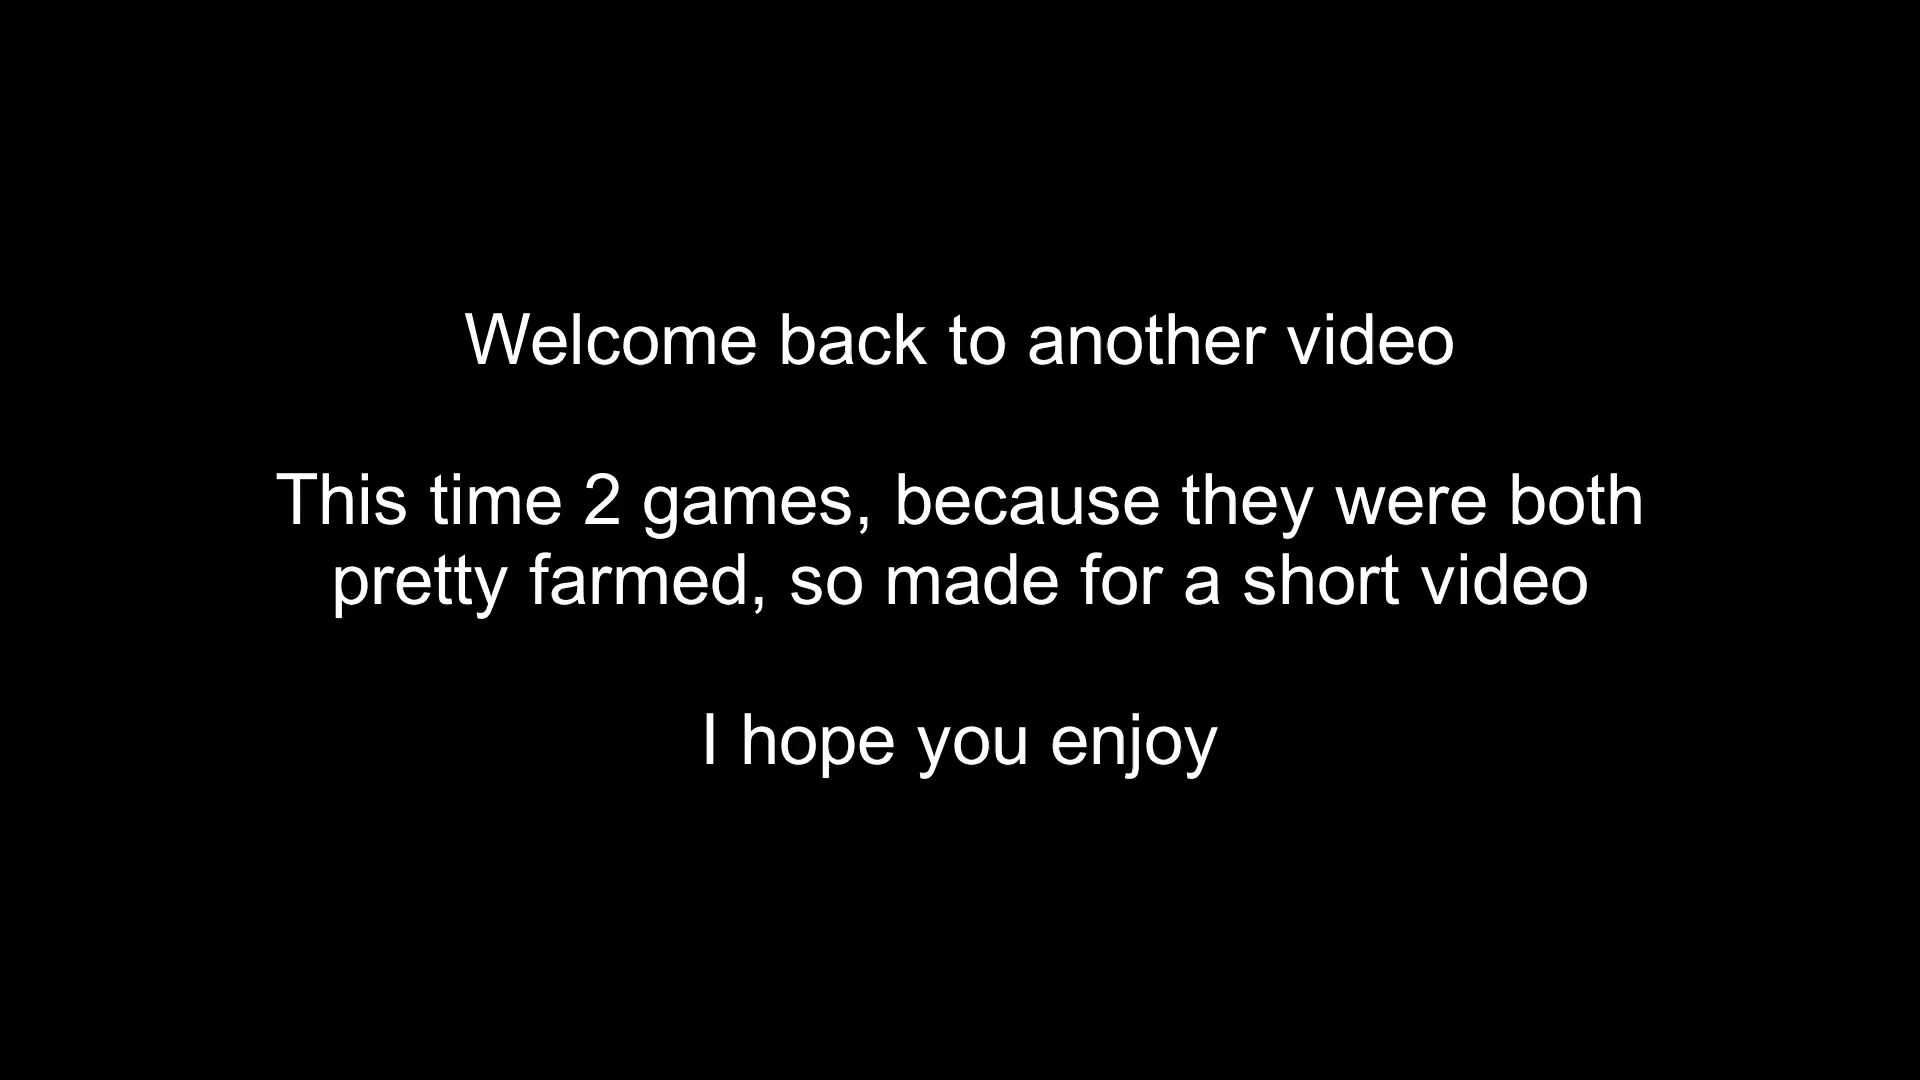 Welcome back to another video
This time 2 games, because they were both
pretty farmed, so made for a short video
I hope you enjoy